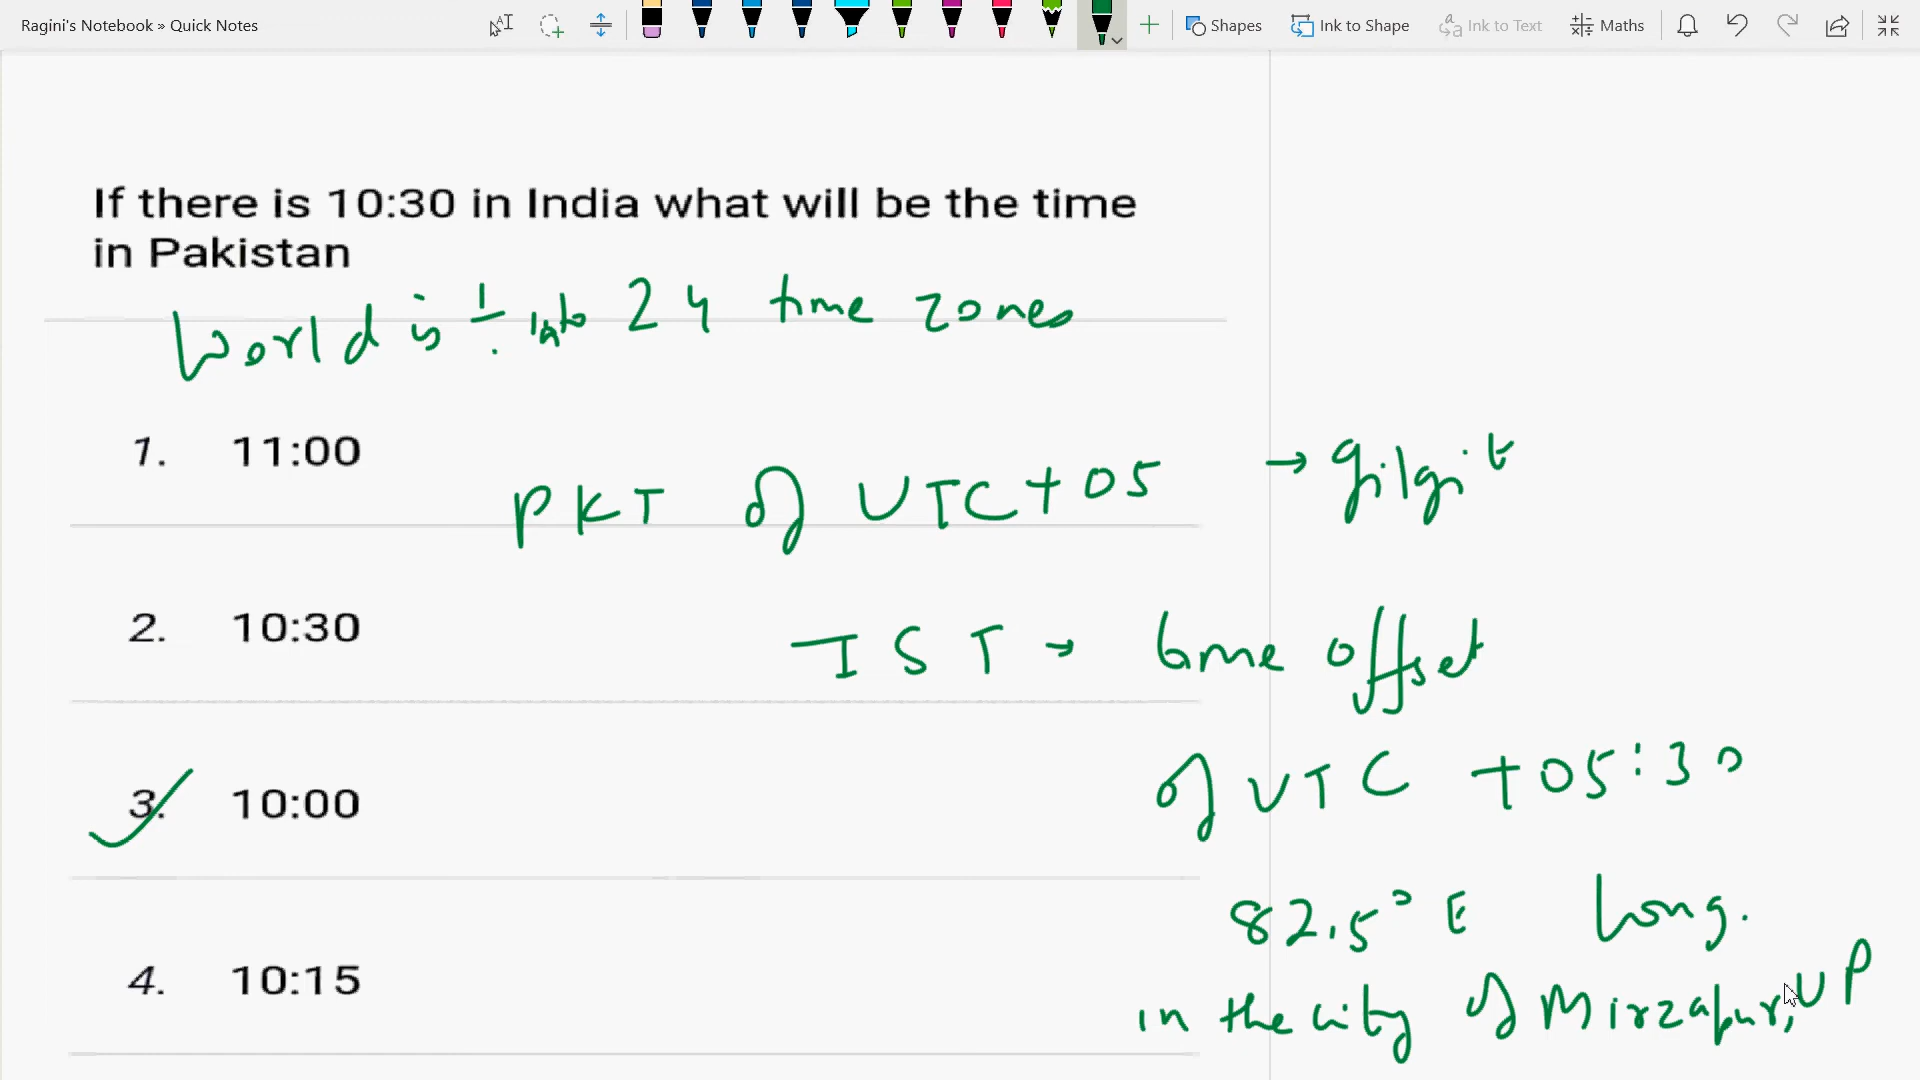 Ragini's Notebook » Quick Notes
Shapes
Ink to Shape
Ink to Text
Maths
If there is 10:30 in India what will be the time
in Pakistan
World is ÷ into 24 time zones
1. 11:00
PKT of UTC+05 → gilgit
2. 10:30
IST → time offset
of UTC +05:30
3. 10:00
82.5° E Long.
4. 10:15
in the city of Mirzapur, UP